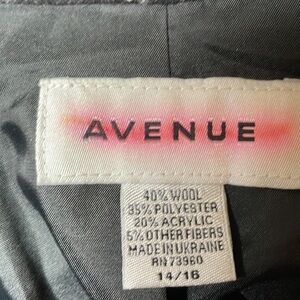 AVENUE
40% WOOL
35% POLYESTER
20% ACRYLIC
5% OTHER FIBERS
MADE IN UKRAINE
RN 73960
14/16